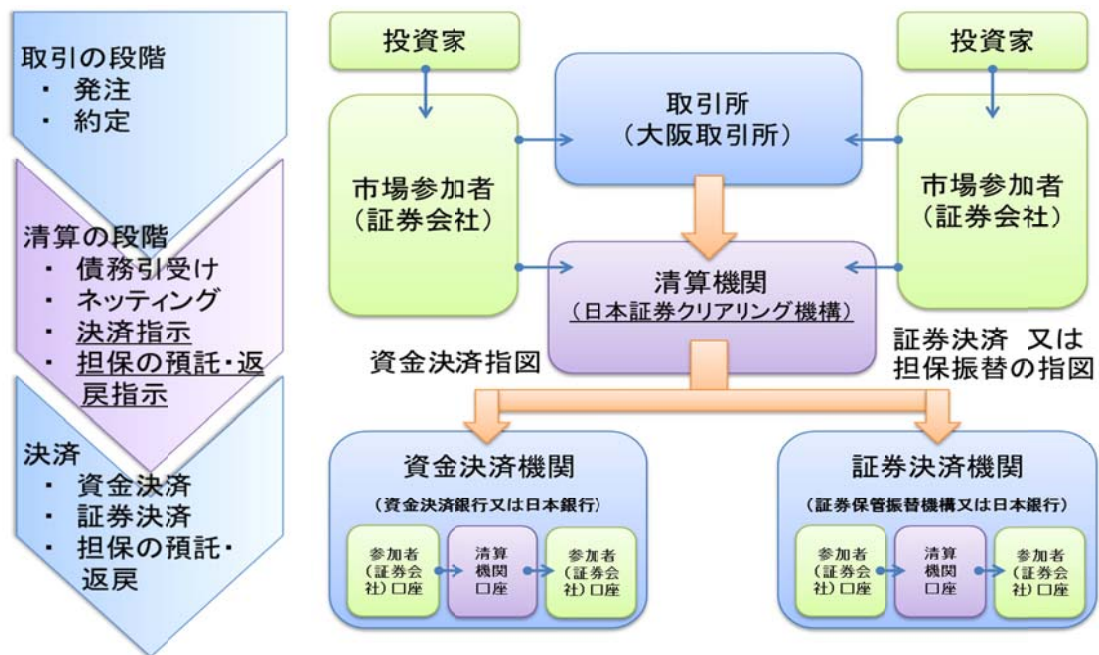 取引の段階
・ 発注
・ 約定
清算の段階
・ 債務引受け
・ ネッティング
・ 決済指示
・ 担保の預託・返
戻指示
決済
・ 資金決済
・ 証券決済
・ 担保の預託・
返戻
投資家
投資家
取引所
（大阪取引所）
市場参加者
（証券会社）
市場参加者
（証券会社）
清算機関
（日本証券クリアリング機構）
資金決済指図
証券決済 又は
担保振替の指図
資金決済機関
（資金決済銀行又は日本銀行）
参加者
（証券会
社）口座
清算
機関
口座
参加者
（証券会
社）口座
証券決済機関
（証券保管振替機構又は日本銀行）
参加者
（証券会
社）口座
清算
機関
口座
参加者
（証券会
社）口座